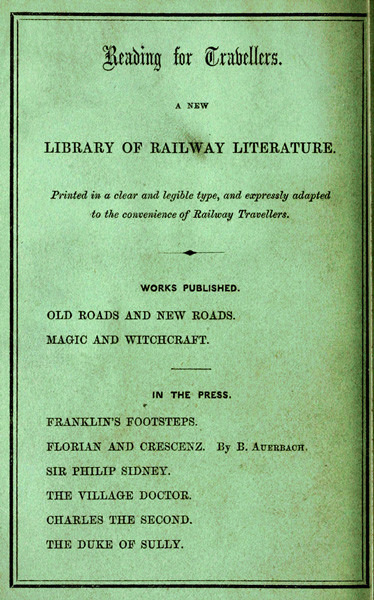 Reading for Travellers.
A NEW
LIBRARY OF RAILWAY LITERATURE.
Printed in a clear and legible type, and expressly adapted
to the convenience of Railway Travellers.
WORKS PUBLISHED.
OLD ROADS AND NEW ROADS.
MAGIC AND WITCHCRAFT.
IN THE PRESS.
FRANKLIN'S FOOTSTEPS.
FLORIAN AND CRESCENZ. By B. AUERBACH.
SIR PHILIP SIDNEY.
THE VILLAGE DOCTOR.
CHARLES THE SECOND.
THE DUKE OF SULLY.